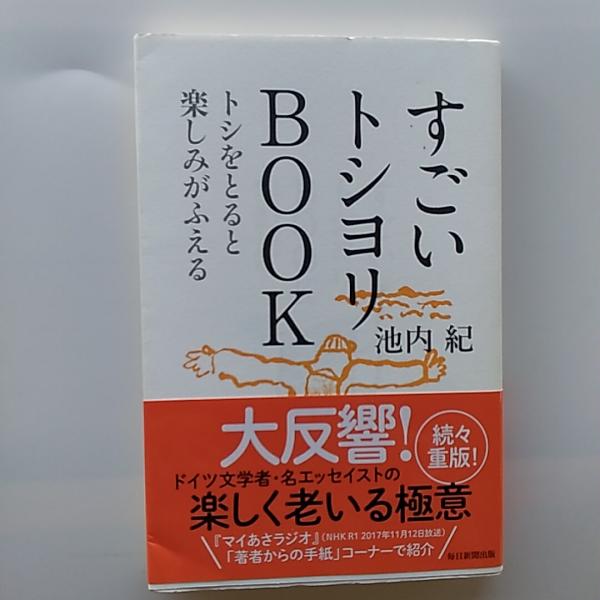 すごい
トシヨリ
BOOK
トシをとると
楽しみがふえる
池内 紀
大反響!
続々
重版!
ドイツ文学者・名エッセイストの
楽しく老いる極意
『マイあさラジオ』(NHK R1 2017年11月12日放送)
「著者からの手紙」コーナーで紹介
毎日新聞出版